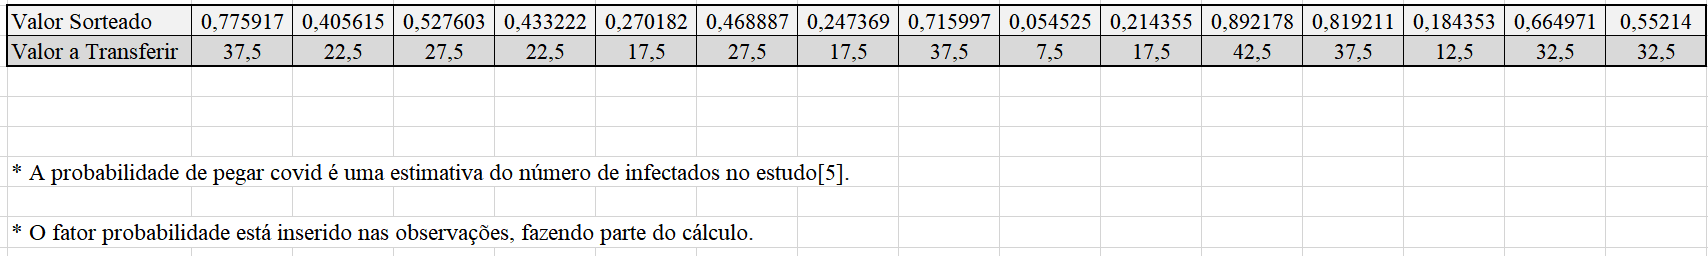 Valor Sorteado 0,775917 0,405615 0,527603 0,433222 0,270182 0,468887 0,247369 0,715997 0,054525 0,214355 0,892178 0,819211 0,184353 0,664971 0,55214
Valor a Transferir 37,5 22,5 27,5 22,5 17,5 27,5 17,5 37,5 7,5 17,5 42,5 37,5 12,5 32,5 32,5
* A probabilidade de pegar covid é uma estimativa do número de infectados no estudo[5].
* O fator probabilidade está inserido nas observações, fazendo parte do cálculo.